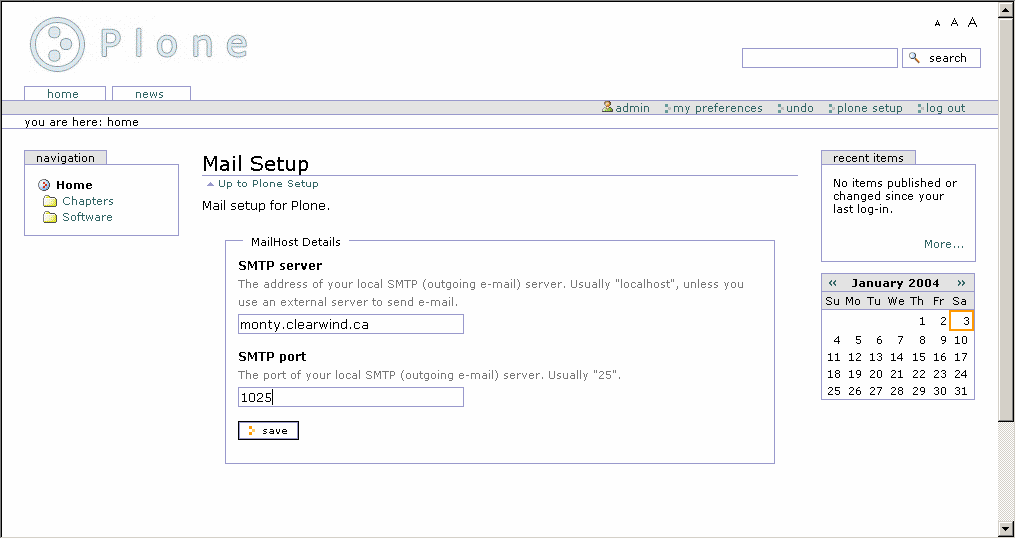 Plone
A A A
search
home news
admin my preferences undo plone setup log out
you are here: home
navigation
Home
Chapters
Software
Mail Setup
Up to Plone Setup
Mail setup for Plone.
MailHost Details
SMTP server
The address of your local SMTP (outgoing e-mail) server. Usually "localhost", unless you
use an external server to send e-mail.
monty.clearwind.ca
SMTP port
The port of your local SMTP (outgoing e-mail) server. Usually "25".
1025
save
recent items
No items published or
changed since your
last log-in.
More...
« January 2004 »
Su Mo Tu We Th Fr Sa
1 2 3
4 5 6 7 8 9 10
11 12 13 14 15 16 17
18 19 20 21 22 23 24
25 26 27 28 29 30 31